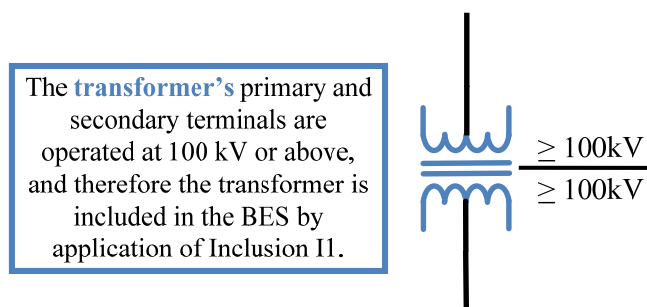 The transformer's primary and
secondary terminals are
operated at 100 kV or above,
and therefore the transformer is
included in the BES by
application of Inclusion I1.
≥ 100kV
≥ 100kV